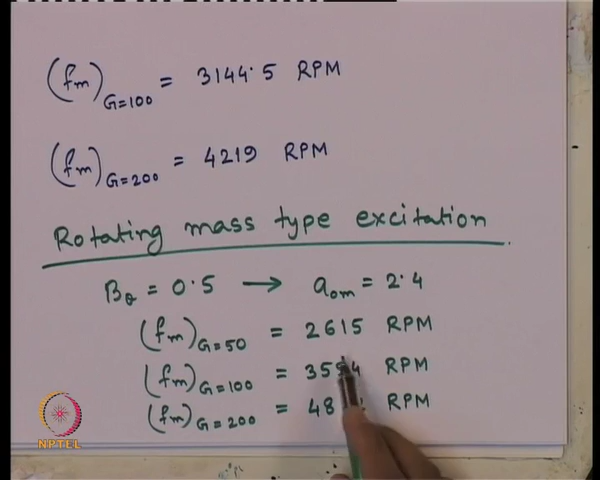 (fm)G=100 = 3144.5 RPM
(fm)G=200 = 4219 RPM
Rotating mass type excitation
Bθ = 0.5 → aom = 2.4
(fm)G=50 = 2615 RPM
(fm)G=100 = RPM
(fm)G=200 = RPM
NPTEL